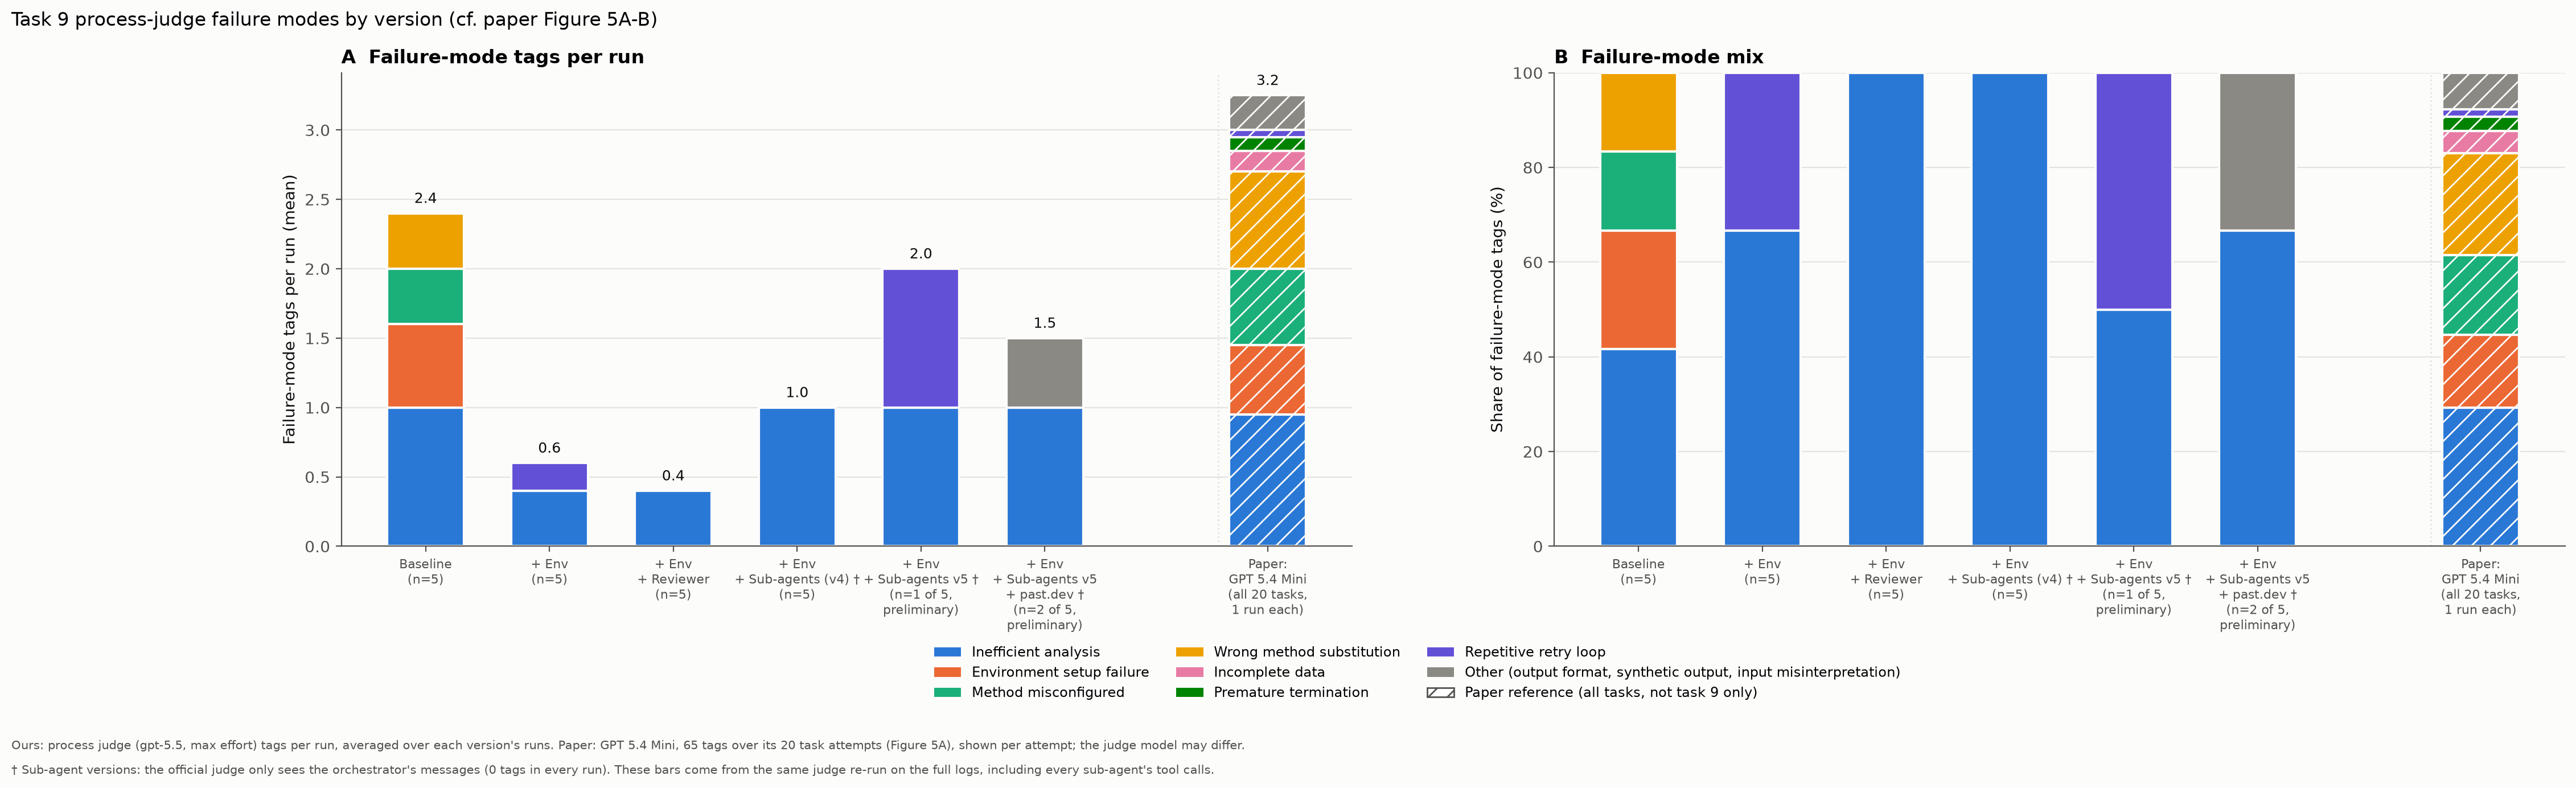 Task 9 process-judge failure modes by version (cf. paper Figure 5A-B)
A Failure-mode tags per run
Failure-mode tags per run (mean)
3.0
2.5
2.0
1.5
1.0
0.5
0.0
2.4
0.6
0.4
1.0
2.0
1.5
3.2
Baseline
(n=5)
+ Env
(n=5)
+ Env
+ Reviewer
(n=5)
+ Env
+ Sub-agents (v4) †
(n=5)
+ Env
+ Sub-agents v5 †
(n=1 of 5,
preliminary)
+ Env
+ Sub-agents v5
+ past.dev †
(n=2 of 5,
preliminary)
Paper:
GPT 5.4 Mini
(all 20 tasks,
1 run each)
B Failure-mode mix
Share of failure-mode tags (%)
100
80
60
40
20
0
Baseline
(n=5)
+ Env
(n=5)
+ Env
+ Reviewer
(n=5)
+ Env
+ Sub-agents (v4) †
(n=5)
+ Env
+ Sub-agents v5 †
(n=1 of 5,
preliminary)
+ Env
+ Sub-agents v5
+ past.dev †
(n=2 of 5,
preliminary)
Paper:
GPT 5.4 Mini
(all 20 tasks,
1 run each)
Inefficient analysis
Environment setup failure
Method misconfigured
Wrong method substitution
Incomplete data
Premature termination
Repetitive retry loop
Other (output format, synthetic output, input misinterpretation)
Paper reference (all tasks, not task 9 only)
Ours: process judge (gpt-5.5, max effort) tags per run, averaged over each version's runs. Paper: GPT 5.4 Mini, 65 tags over its 20 task attempts (Figure 5A), shown per attempt; the judge model may differ.
† Sub-agent versions: the official judge only sees the orchestrator's messages (0 tags in every run). These bars come from the same judge re-run on the full logs, including every sub-agent's tool calls.